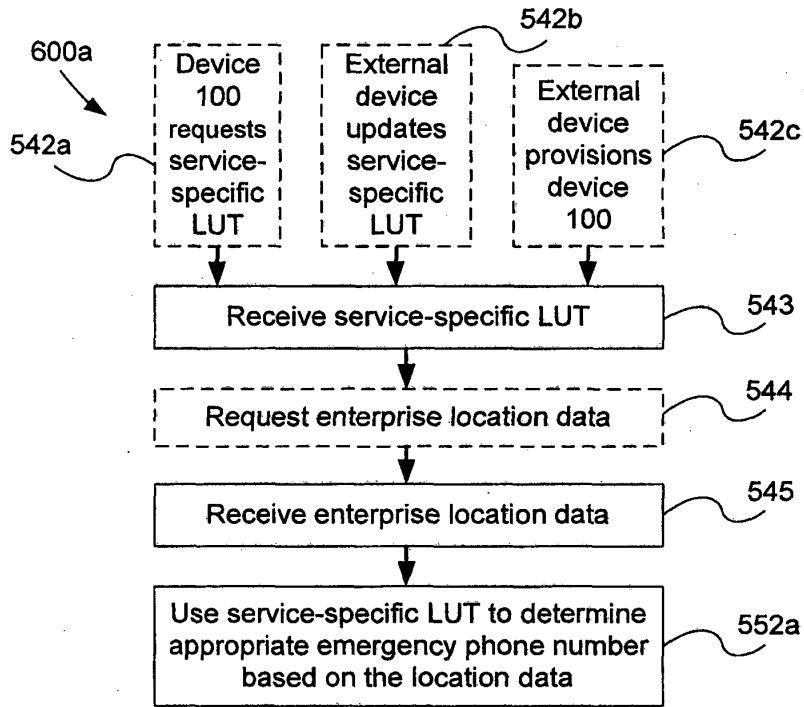 600a
542a
Device
100
requests
service-
specific
LUT
542b
External
device
updates
service-
specific
LUT
542c
External
device
provisions
device
100
Receive service-specific LUT
543
Request enterprise location data
544
Receive enterprise location data
545
Use service-specific LUT to determine
appropriate emergency phone number
based on the location data
552a